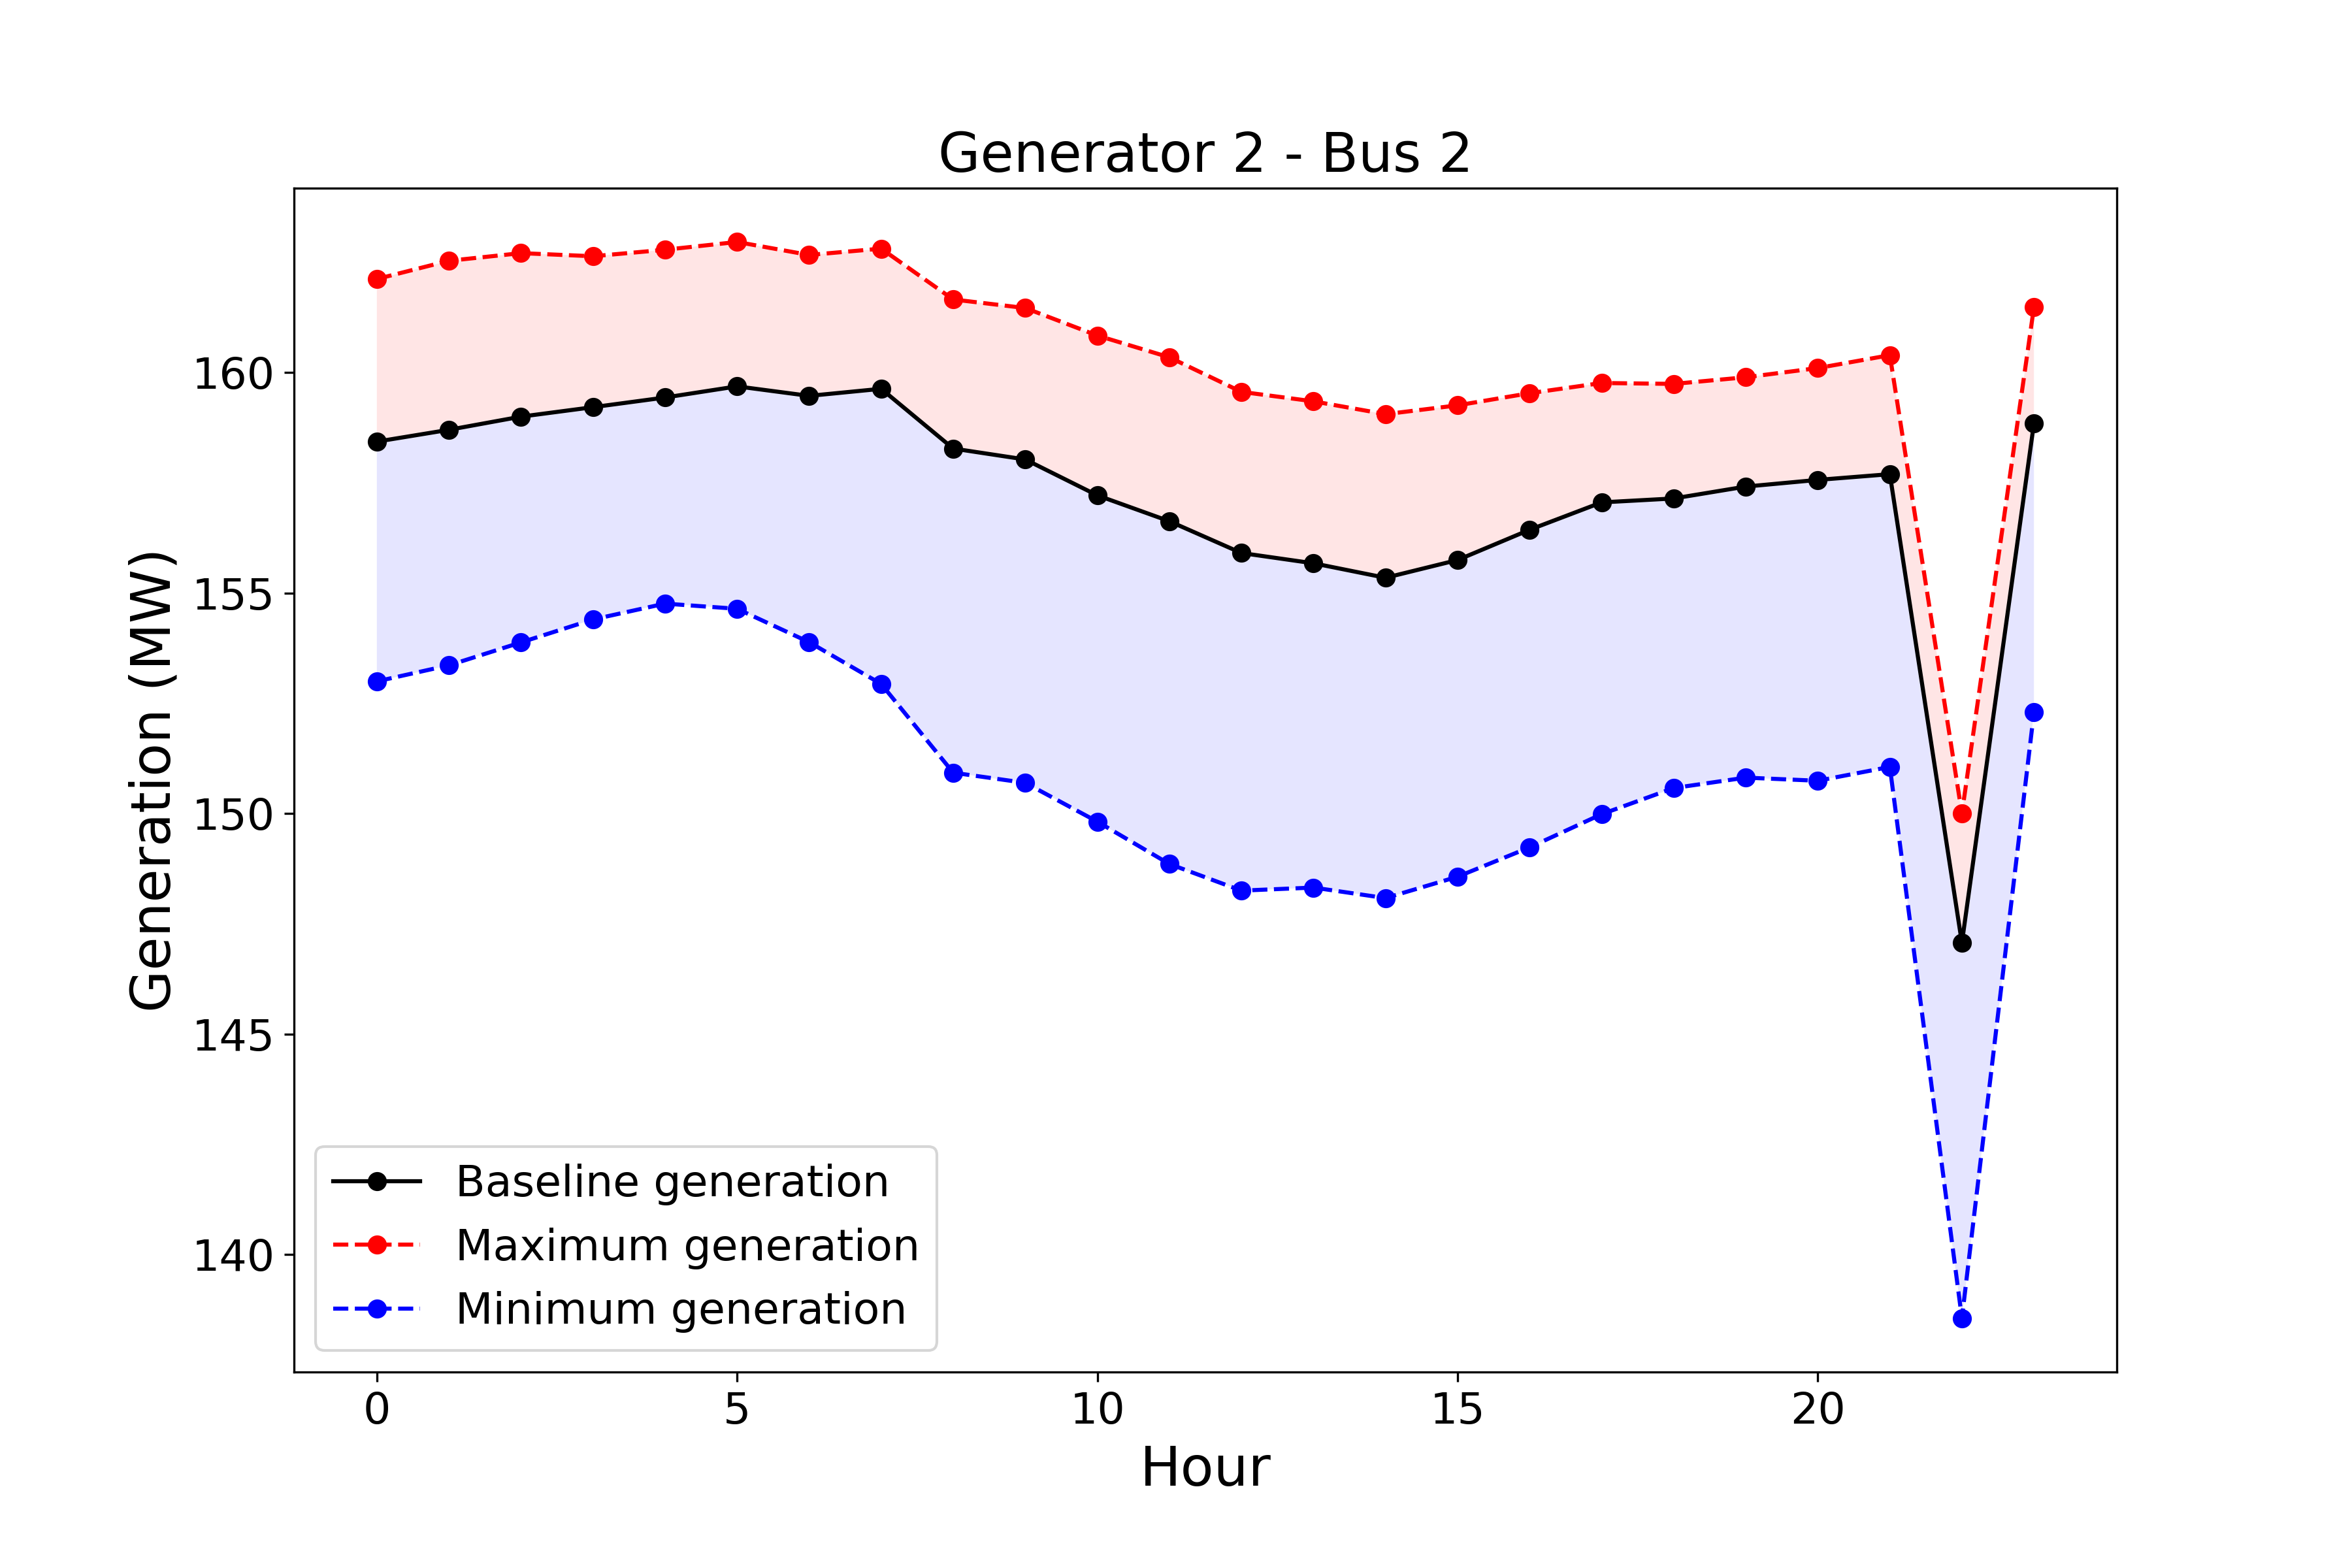 Generator 2 - Bus 2
Generation (MW)
160
155
150
145
140
Baseline generation
Maximum generation
Minimum generation
0 5 10 15 20
Hour